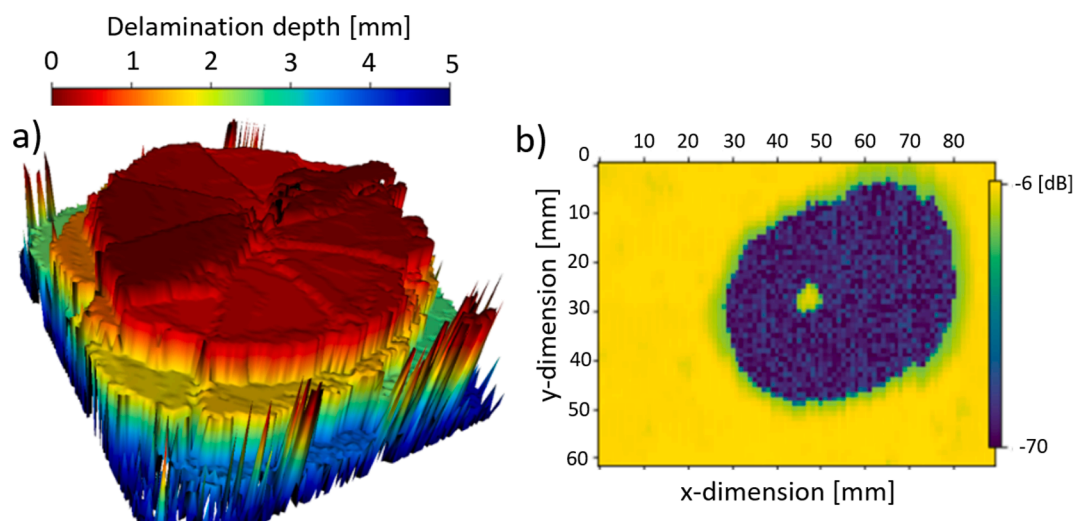 Delamination depth [mm]
0 1 2 3 4 5
a)
b)
10 20 30 40 50 60 70 80
0
10
20
30
40
50
60
y-dimension [mm]
x-dimension [mm]
-6 [dB]
-70